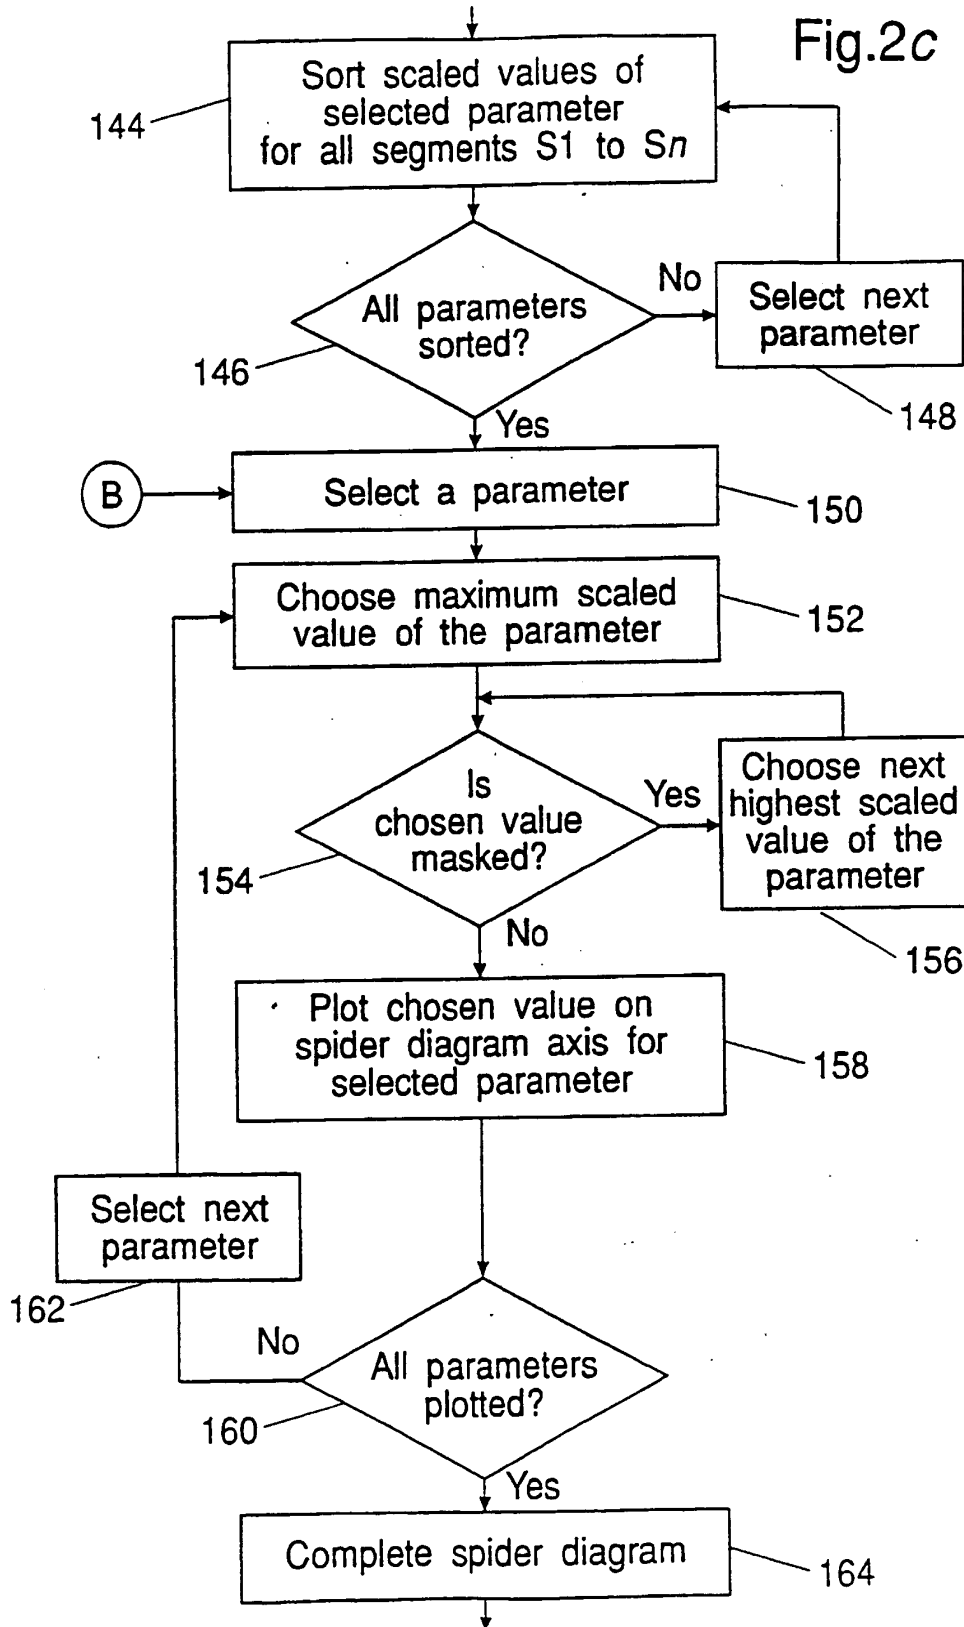 Fig.2c
Sort scaled values of
selected parameter
for all segments S1 to Sn
144
All parameters
sorted?
146
No
Select next
parameter
148
Yes
B
Select a parameter
150
Choose maximum scaled
value of the parameter
152
Is
chosen value
masked?
154
Yes
Choose next
highest scaled
value of the
parameter
156
No
Plot chosen value on
spider diagram axis for
selected parameter
158
Select next
parameter
162
No
All parameters
plotted?
160
Yes
Complete spider diagram
164